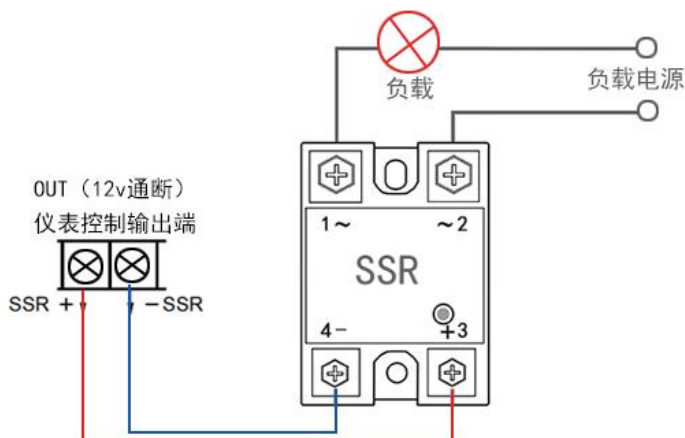 负载
负载电源
OUT（12v通断）
仪表控制输出端
SSR + -SSR
1~ ~2
SSR
4- +3